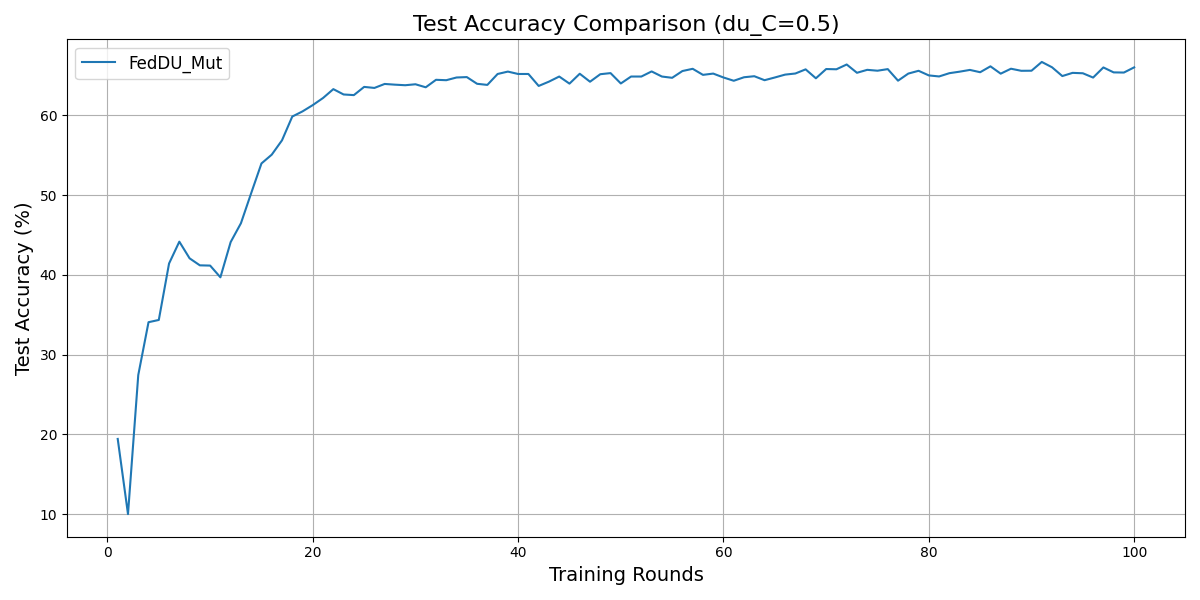 Test Accuracy Comparison (du_C=0.5)
FedDU_Mut
Test Accuracy (%)
60
50
40
30
20
10
0 20 40 60 80 100
Training Rounds